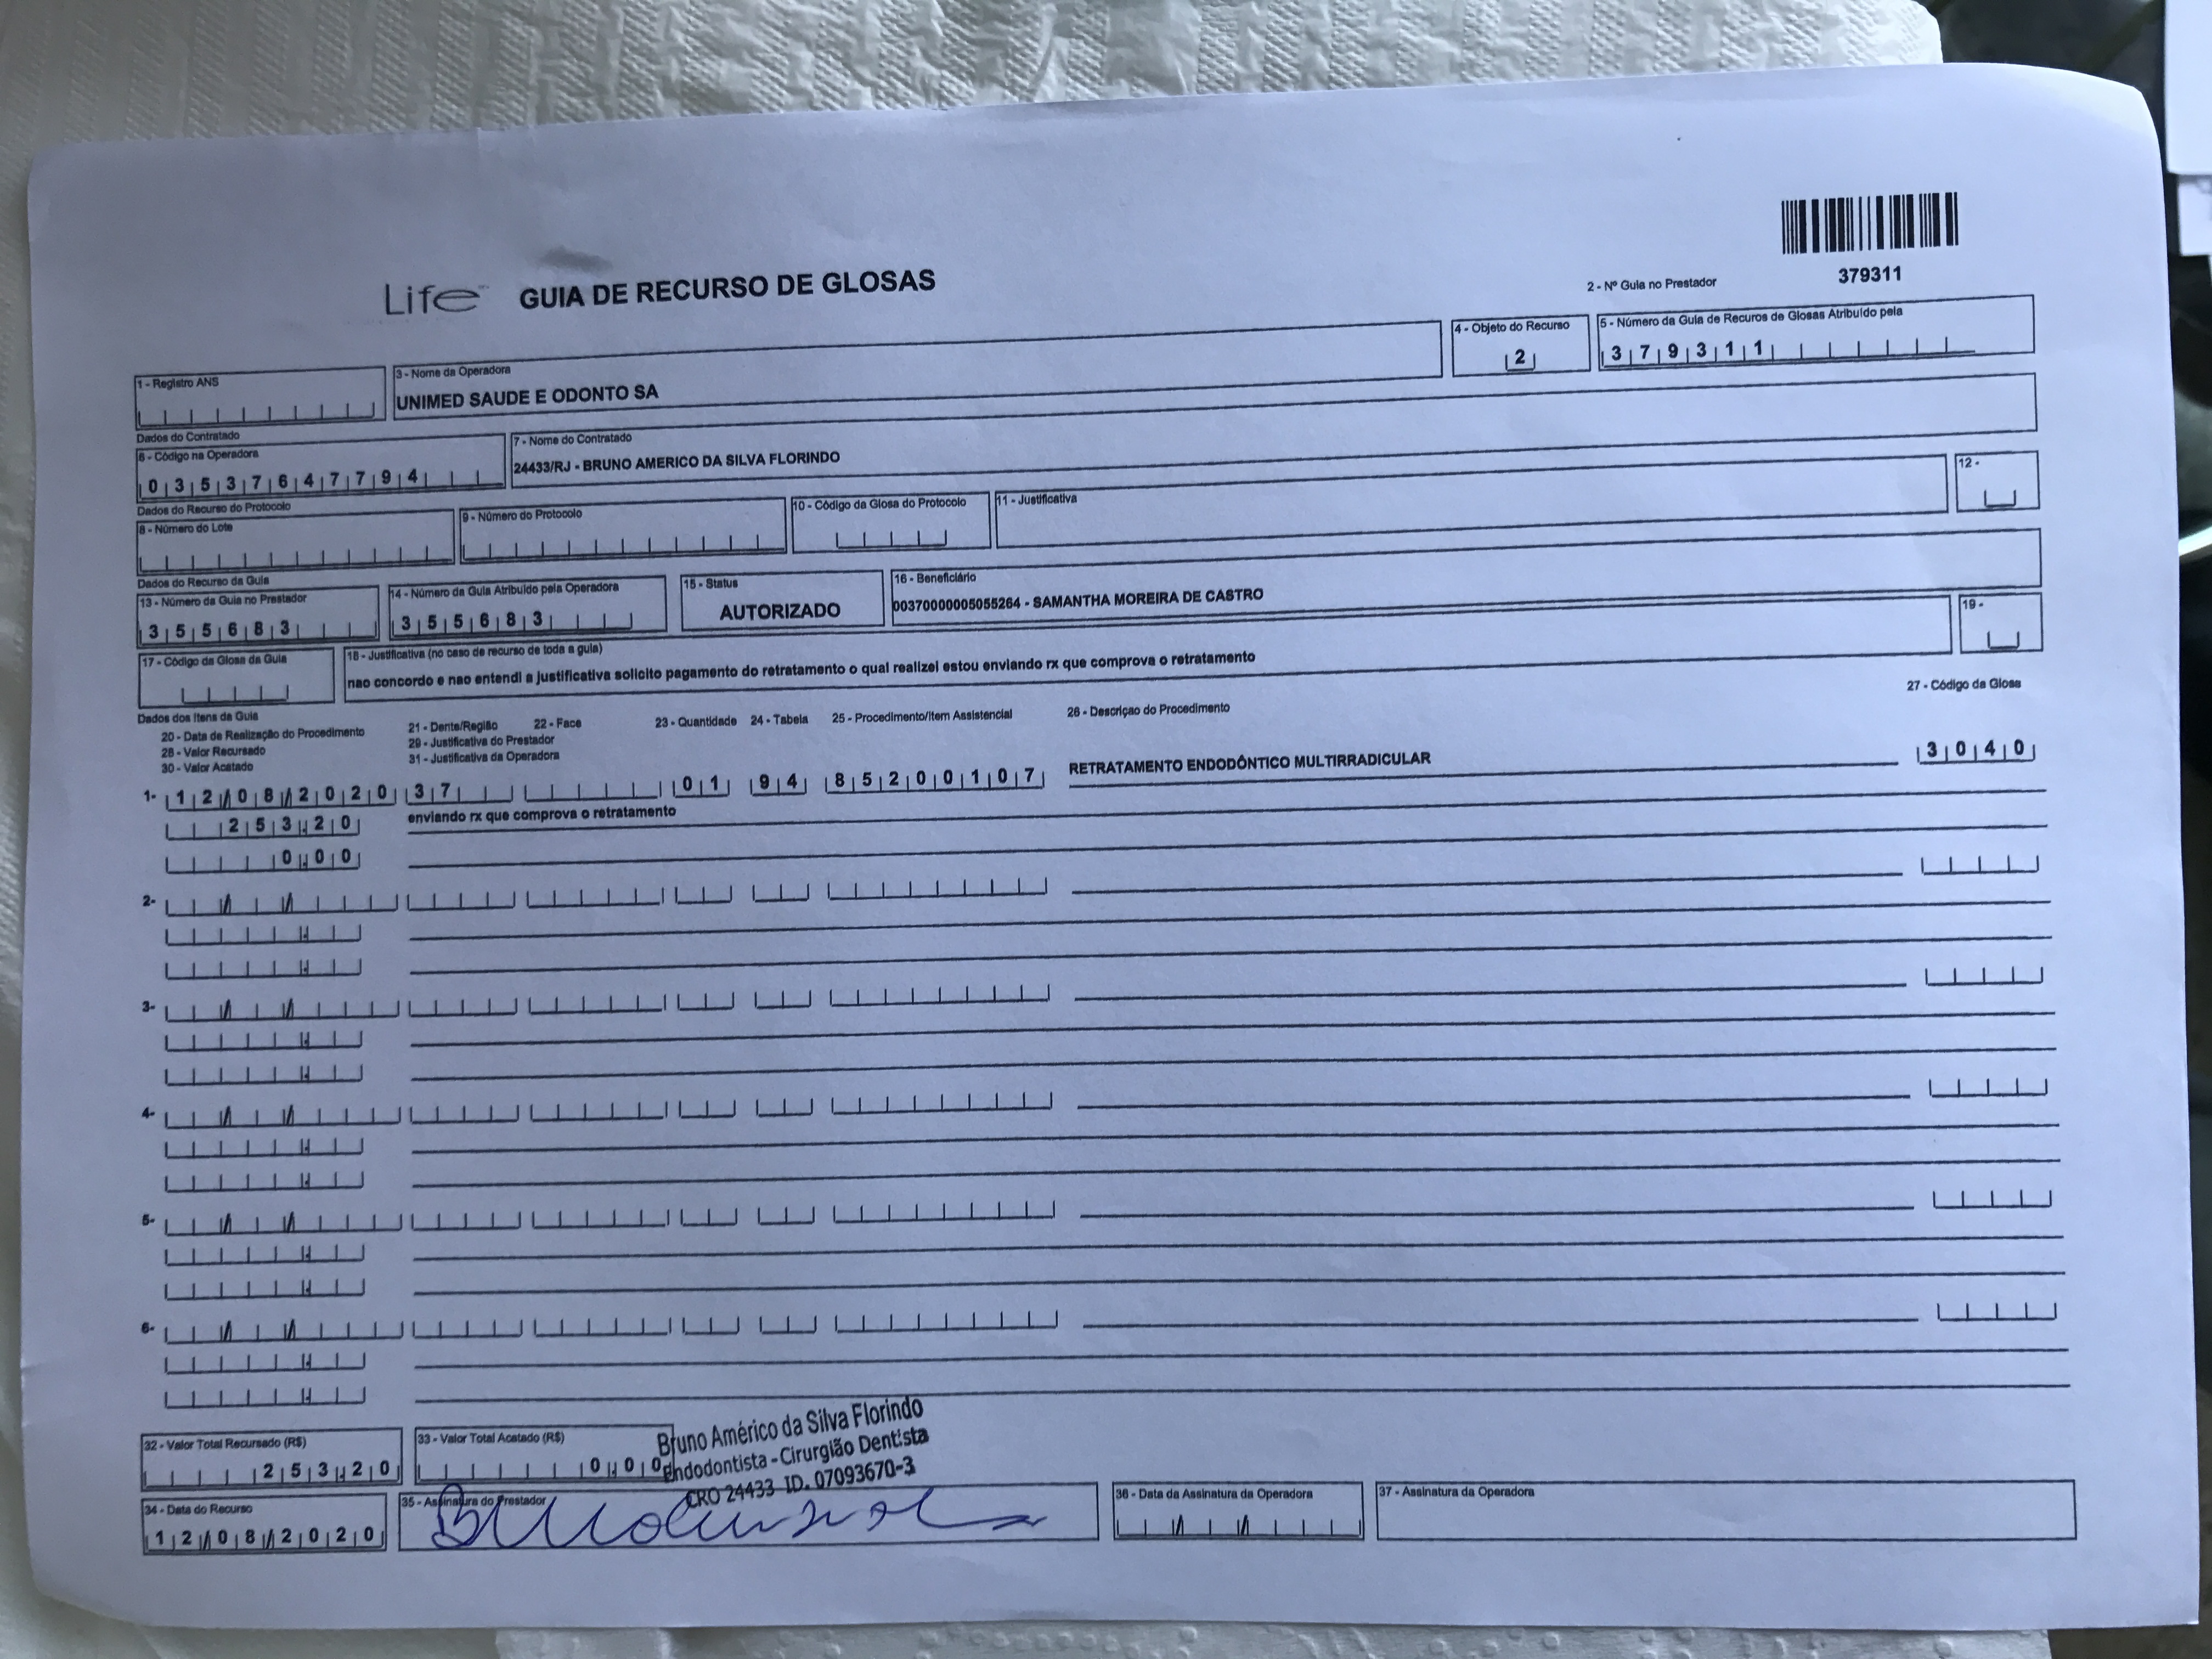 Life GUIA DE RECURSO DE GLOSAS
2 - Nº Guia no Prestador
379311
1 - Registro ANS
3 - Nome da Operadora
UNIMED SAUDE E ODONTO SA
4 - Objeto do Recurso
2
5 - Número da Guia de Recuros de Glosas Atribuído pela
379311
Dados do Contratado
6 - Código na Operadora
03537647794
7 - Nome do Contratado
24433/RJ - BRUNO AMERICO DA SILVA FLORINDO
Dados do Recurso do Protocolo
8 - Número do Lote
9 - Número do Protocolo
10 - Código da Glosa do Protocolo
11 - Justificativa
12 -
Dados do Recurso da Guia
13 - Número da Guia no Prestador
355683
14 - Número da Guia Atribuído pela Operadora
355683
15 - Status
AUTORIZADO
16 - Beneficiário
00370000005055264 - SAMANTHA MOREIRA DE CASTRO
17 - Código da Glosa da Guia
18 - Justificativa (no caso de recurso de toda a guia)
nao concordo e nao entendi a justificativa solicito pagamento do retratamento o qual realizei estou enviando rx que comprova o retratamento
19 -
Dados dos Itens da Guia
20 - Data de Realização do Procedimento 21 - Dente/Região 22 - Face 23 - Quantidade 24 - Tabela 25 - Procedimento/Item Assistencial 26 - Descriçao do Procedimento 27 - Código da Glosa
28 - Valor Recursado 29 - Justificativa do Prestador
30 - Valor Acatado 31 - Justificativa da Operadora
1- 12/08/2020 37 01 94 85200107 RETRATAMENTO ENDODÔNTICO MULTIRRADICULAR 3040
253,20 enviando rx que comprova o retratamento
0,00
2-
3-
4-
5-
6-
32 - Valor Total Recursado (R$)
253,20
33 - Valor Total Acatado (R$)
0,00
Bruno Américo da Silva Florindo
Endodontista - Cirurgião Dentista
CRO 24433 ID. 07093670-3
34 - Data do Recurso
12/08/2020
35 - Assinatura do Prestador
36 - Data da Assinatura da Operadora
37 - Assinatura da Operadora